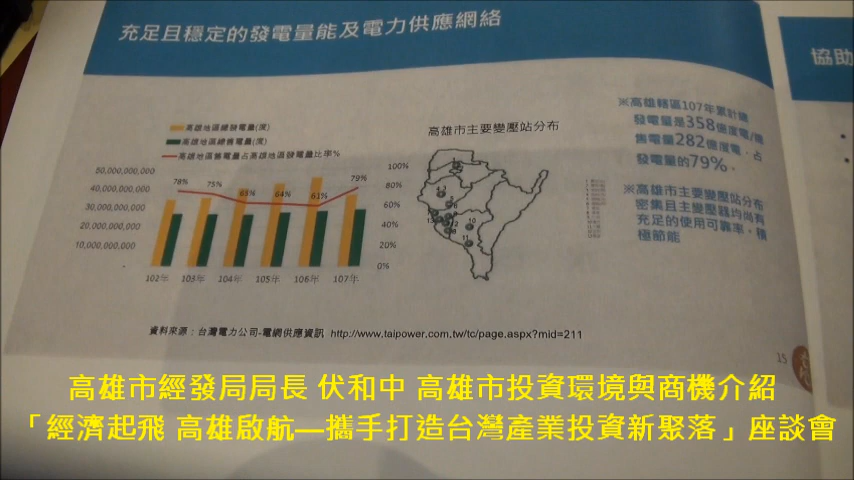 充足且穩定的發電量能及電力供應網絡
協助
高雄地區總發電量(度)
高雄地區總售電量(度)
高雄地區售電量占高雄地區發電量比率%
50,000,000,000
40,000,000,000
30,000,000,000
20,000,000,000
10,000,000,000
78% 75% 65% 64% 61% 79%
100%
80%
60%
40%
20%
0%
102年 103年 104年 105年 106年 107年
高雄市主要變壓站分布
※高雄轄區107年累計總
發電量是358億度電/總
售電量282億度電，占
發電量的79%。
※高雄市主要變壓站分布
密集且主變壓器均尚有
充足的使用可靠率，積
極節能
資料來源：台灣電力公司-電網供應資訊 http://www.taipower.com.tw/tc/page.aspx?mid=211
15
高雄市經發局局長 伏和中 高雄市投資環境與商機介紹
「經濟起飛 高雄啟航—攜手打造台灣產業投資新聚落」座談會